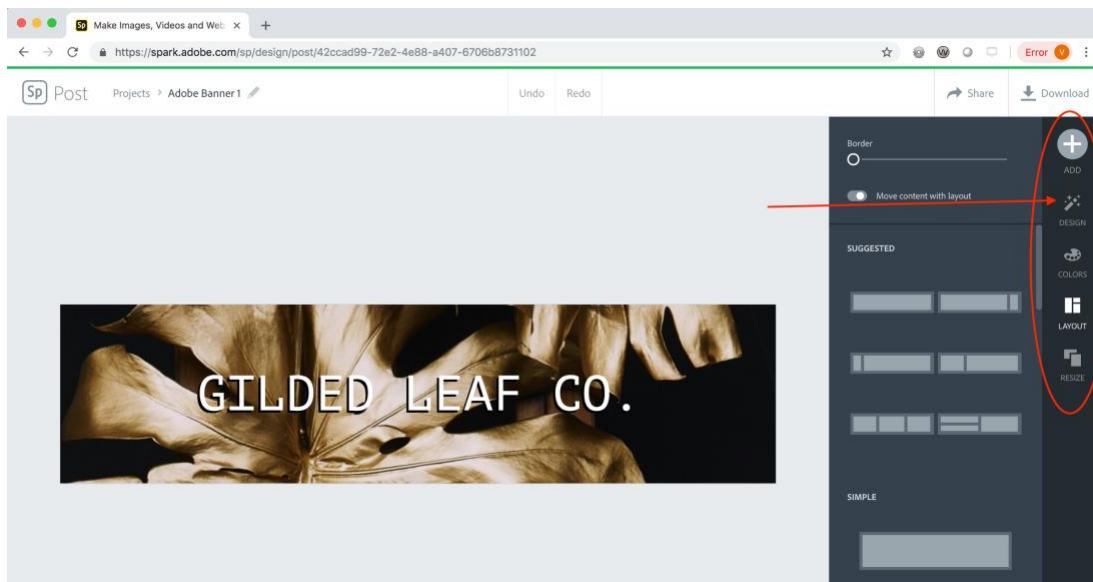 Sp Make Images, Videos and Web
https://spark.adobe.com/sp/design/post/42ccad99-72e2-4e88-a407-6706b8731102
Error V
Sp Post Projects > Adobe Banner 1 Undo Redo Share Download
Border
Move content with layout
SUGGESTED
SIMPLE
ADD
DESIGN
COLORS
LAYOUT
RESIZE
GILDED LEAF CO.